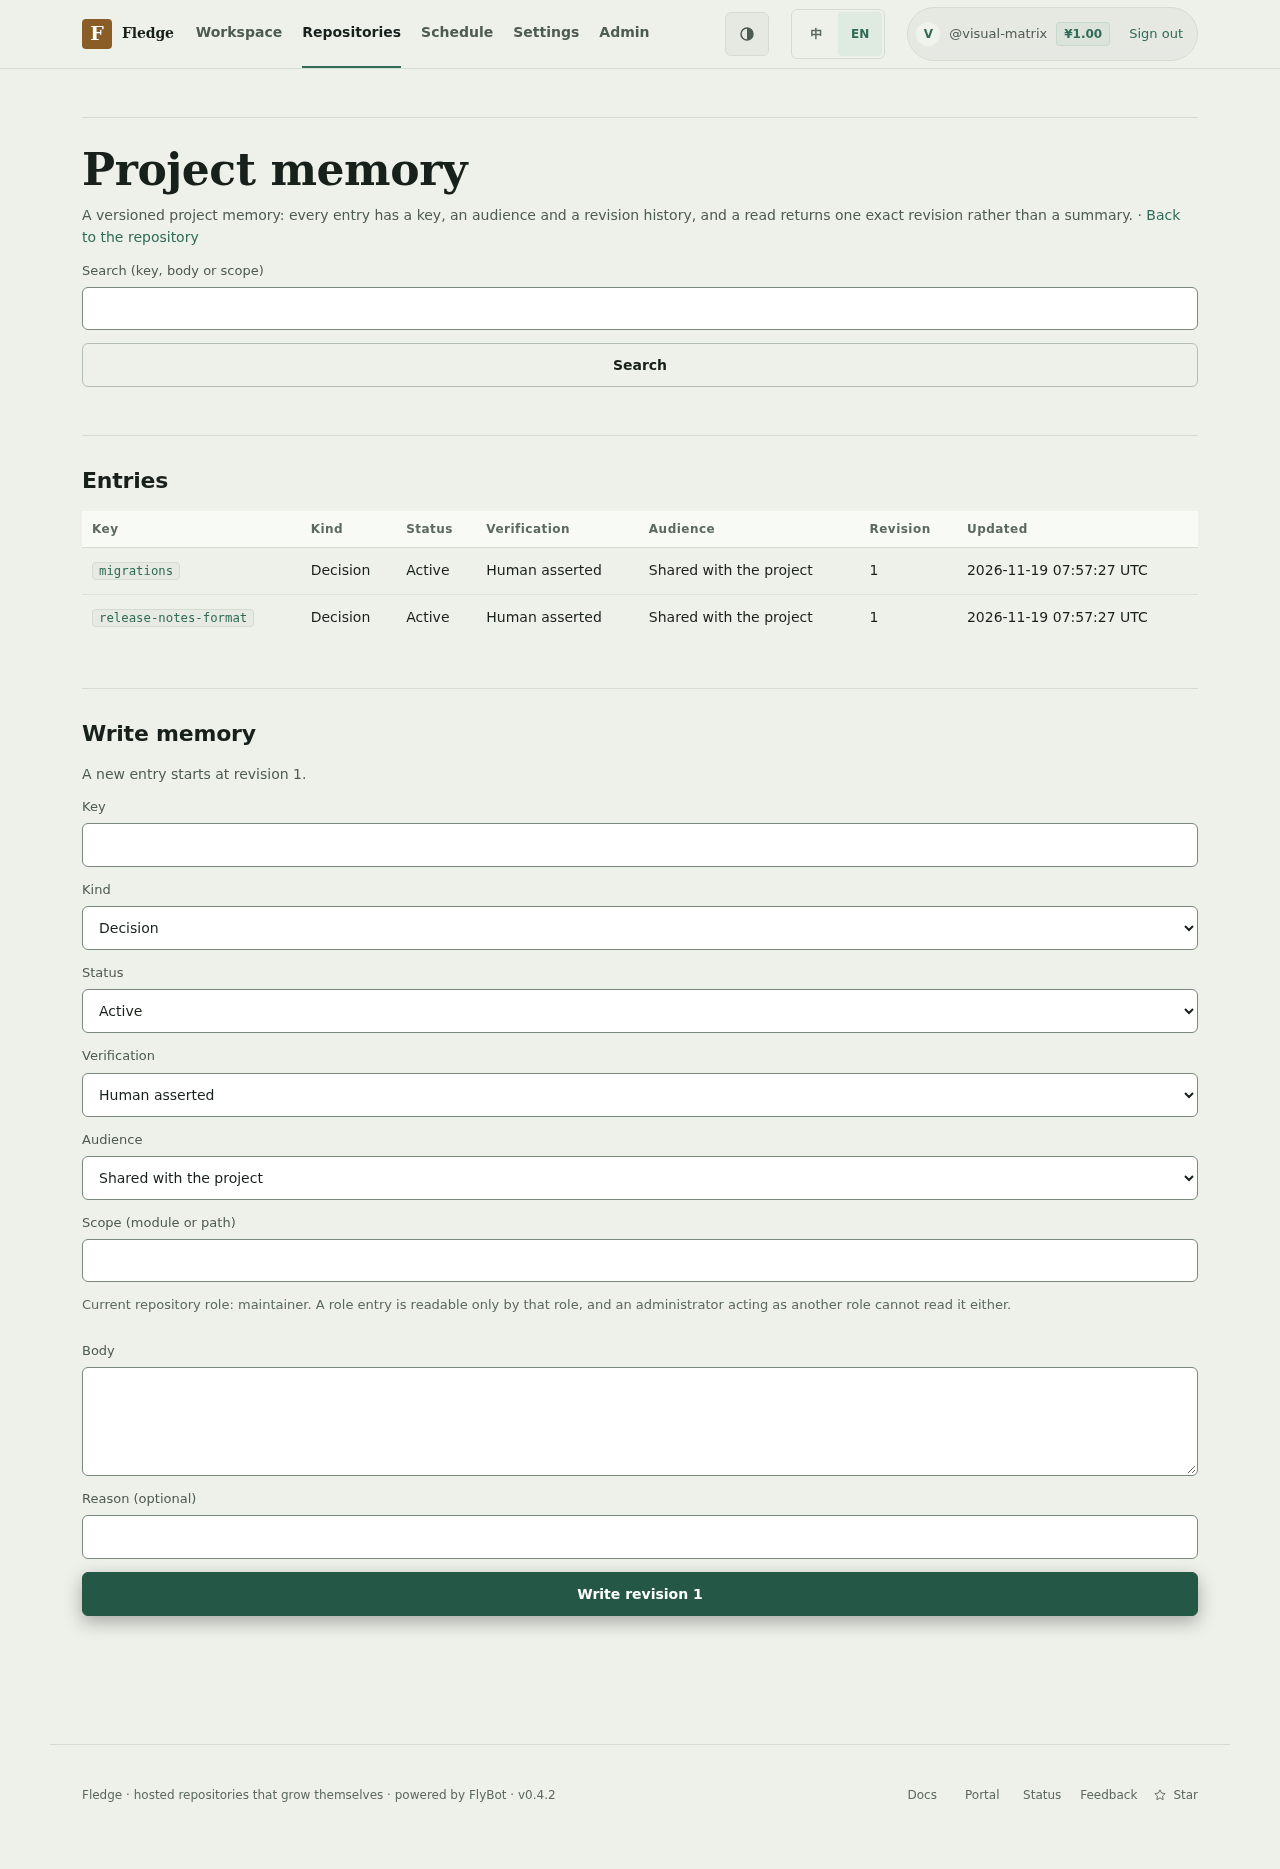 F Fledge Workspace Repositories Schedule Settings Admin 中 EN V @visual-matrix ¥1.00 Sign out
Project memory
A versioned project memory: every entry has a key, an audience and a revision history, and a read returns one exact revision rather than a summary. · Back
to the repository
Search (key, body or scope)
Search
Entries
Key Kind Status Verification Audience Revision Updated
migrations Decision Active Human asserted Shared with the project 1 2026-11-19 07:57:27 UTC
release-notes-format Decision Active Human asserted Shared with the project 1 2026-11-19 07:57:27 UTC
Write memory
A new entry starts at revision 1.
Key
Kind
Decision
Status
Active
Verification
Human asserted
Audience
Shared with the project
Scope (module or path)
Current repository role: maintainer. A role entry is readable only by that role, and an administrator acting as another role cannot read it either.
Body
Reason (optional)
Write revision 1
Fledge · hosted repositories that grow themselves · powered by FlyBot · v0.4.2 Docs Portal Status Feedback Star